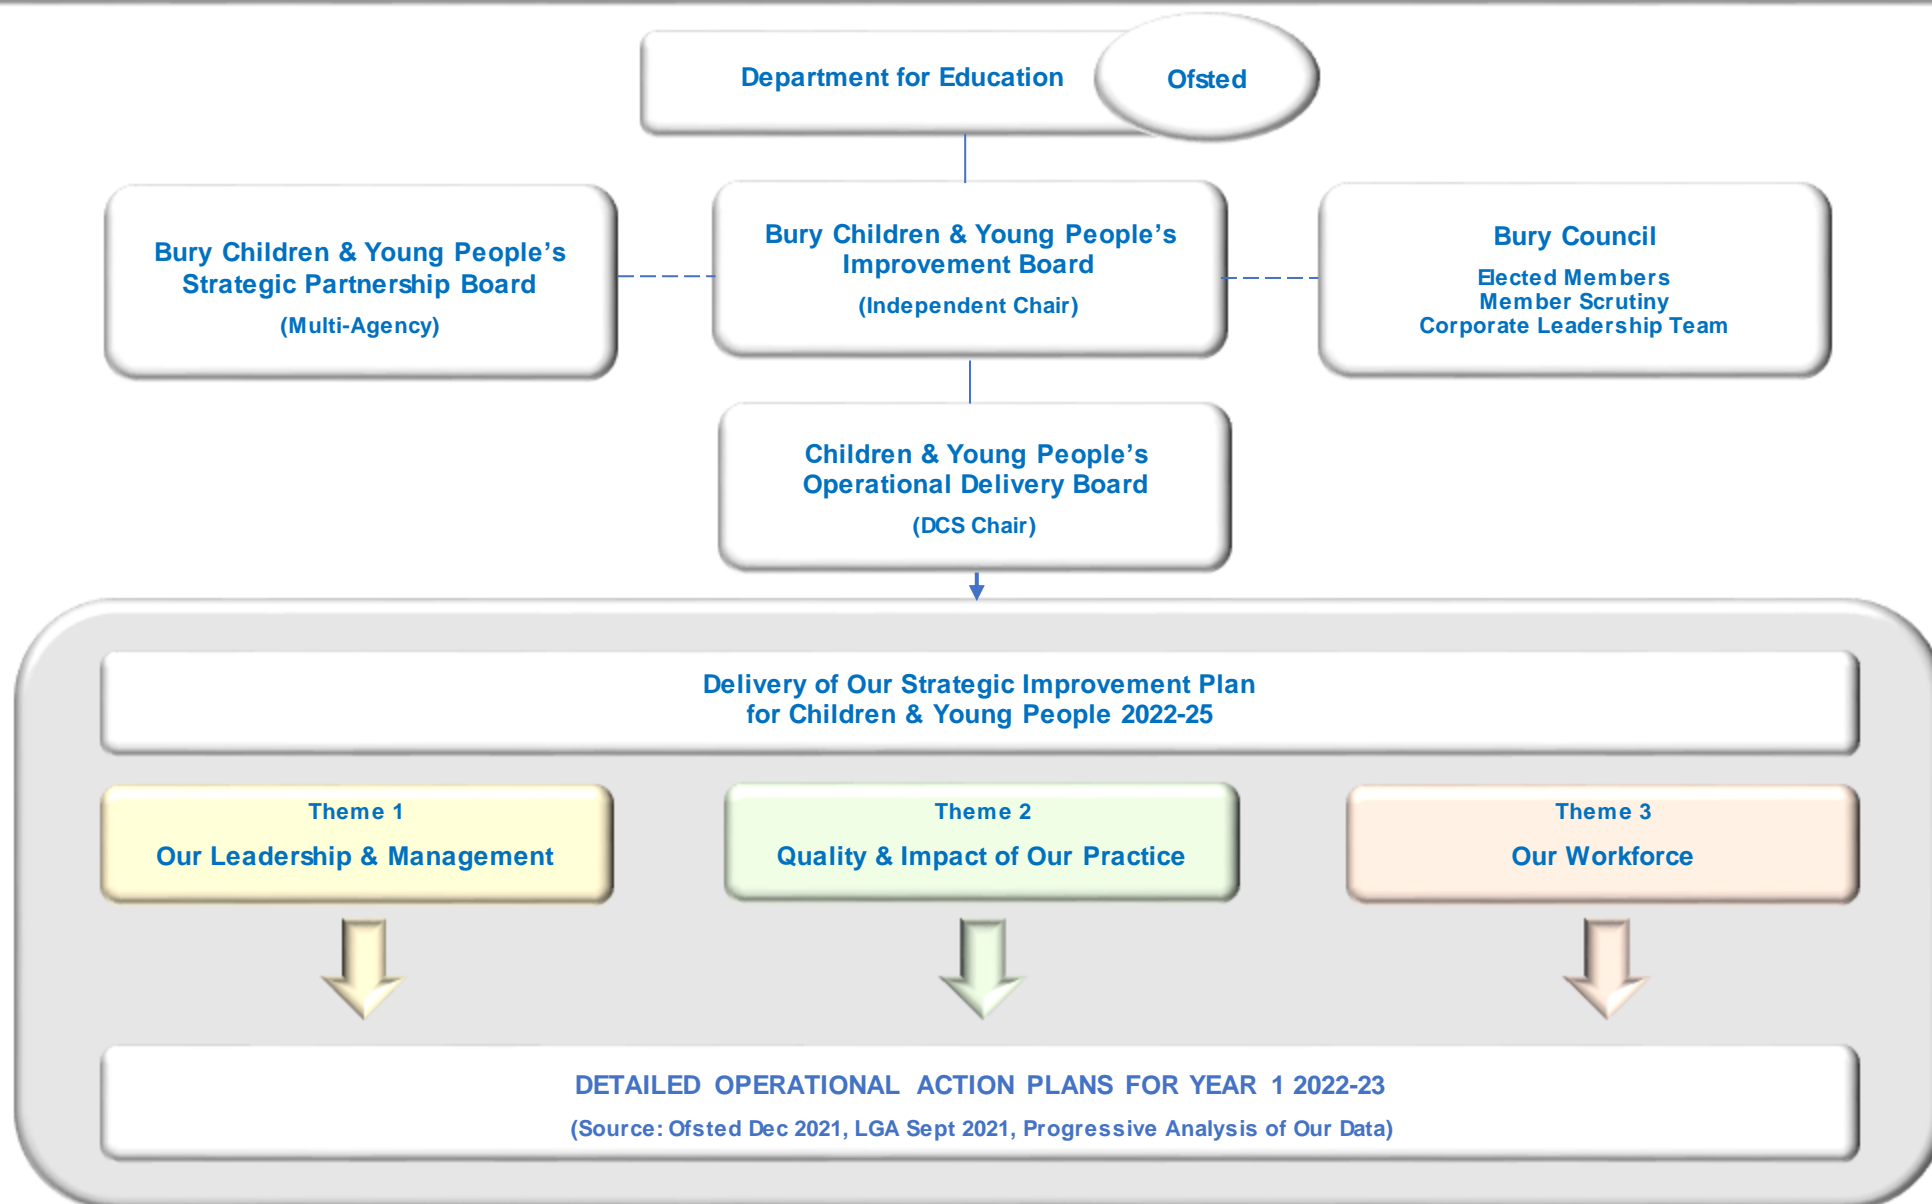 Department for Education
Ofsted
Bury Children & Young People's
Strategic Partnership Board
(Multi-Agency)
Bury Children & Young People's
Improvement Board
(Independent Chair)
Bury Council
Elected Members
Member Scrutiny
Corporate Leadership Team
Children & Young People's
Operational Delivery Board
(DCS Chair)
Delivery of Our Strategic Improvement Plan
for Children & Young People 2022-25
Theme 1
Our Leadership & Management
Theme 2
Quality & Impact of Our Practice
Theme 3
Our Workforce
DETAILED OPERATIONAL ACTION PLANS FOR YEAR 1 2022-23
(Source: Ofsted Dec 2021, LGA Sept 2021, Progressive Analysis of Our Data)